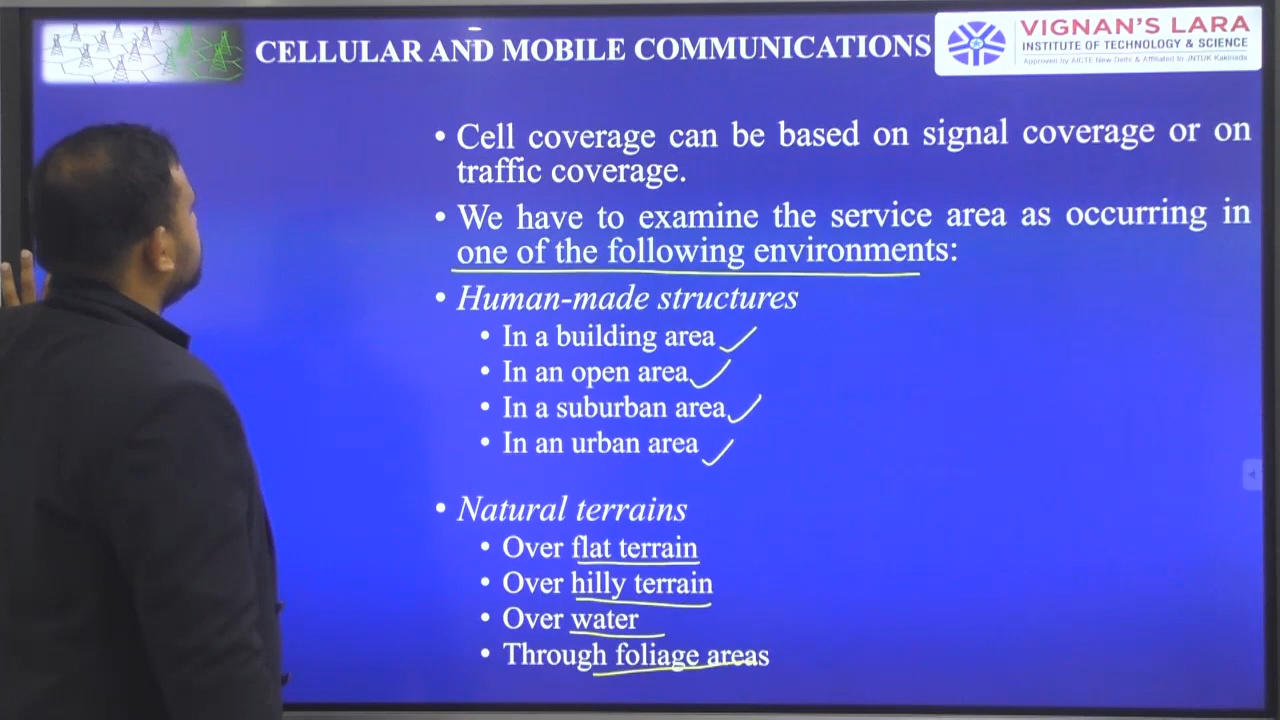 CELLULAR AND MOBILE COMMUNICATIONS
VIGNAN'S LARA
INSTITUTE OF TECHNOLOGY & SCIENCE
Approved by AICTE New Delhi & Affiliated to JNTUK Kakinada
• Cell coverage can be based on signal coverage or on
traffic coverage.
• We have to examine the service area as occurring in
one of the following environments:
• Human-made structures
• In a building area
• In an open area
• In a suburban area
• In an urban area
• Natural terrains
• Over flat terrain
• Over hilly terrain
• Over water
• Through foliage areas